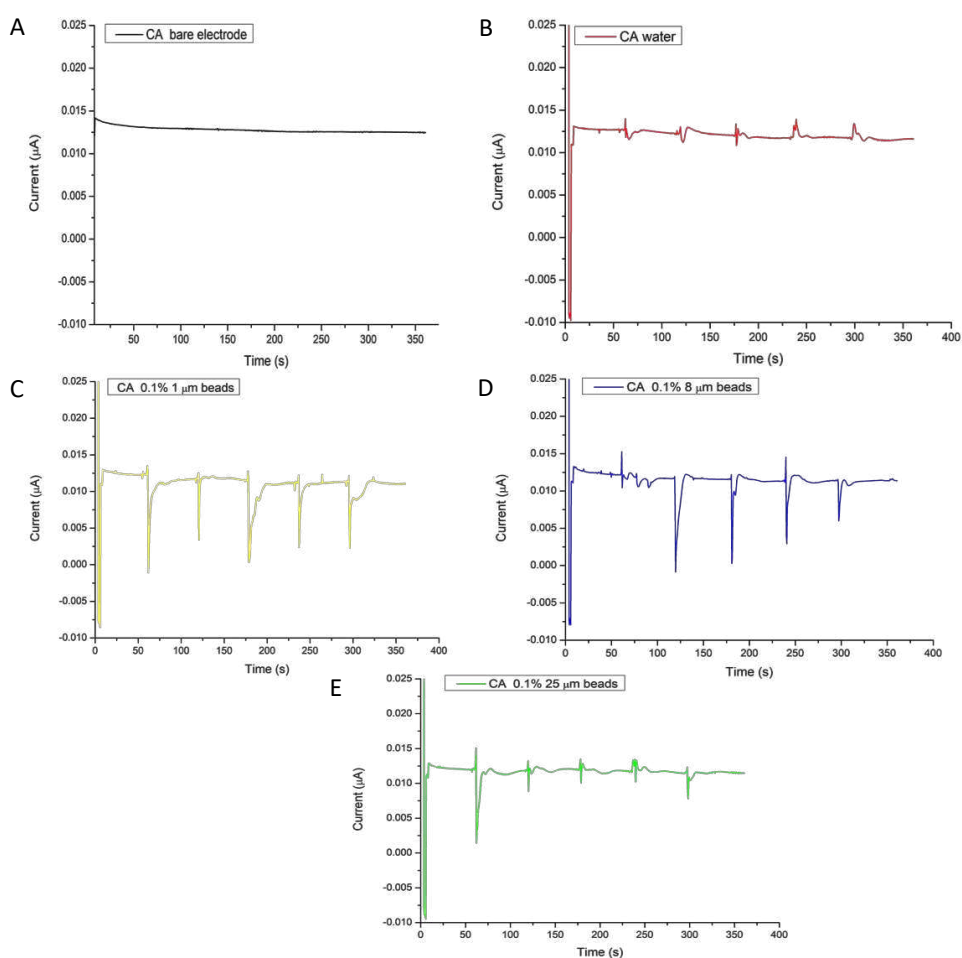 A
CA bare electrode
0.025
0.020
0.015
0.010
0.005
0.000
-0.005
-0.010
Current (µA)
50 100 150 200 250 300 350
Time (s)
B
CA water
0.025
0.020
0.015
0.010
0.005
0.000
-0.005
-0.010
Current (µA)
0 50 100 150 200 250 300 350 400
Time (s)
C
CA 0.1% 1 µm beads
0.025
0.020
0.015
0.010
0.005
0.000
-0.005
-0.010
Current (µA)
0 50 100 150 200 250 300 350 400
Time (s)
D
CA 0.1% 8 µm beads
0.025
0.020
0.015
0.010
0.005
0.000
-0.005
-0.010
Current (µA)
0 50 100 150 200 250 300 350 400
Time (s)
E
CA 0.1% 25 µm beads
0.025
0.020
0.015
0.010
0.005
0.000
-0.005
-0.010
Current (µA)
0 50 100 150 200 250 300 350 400
Time (s)